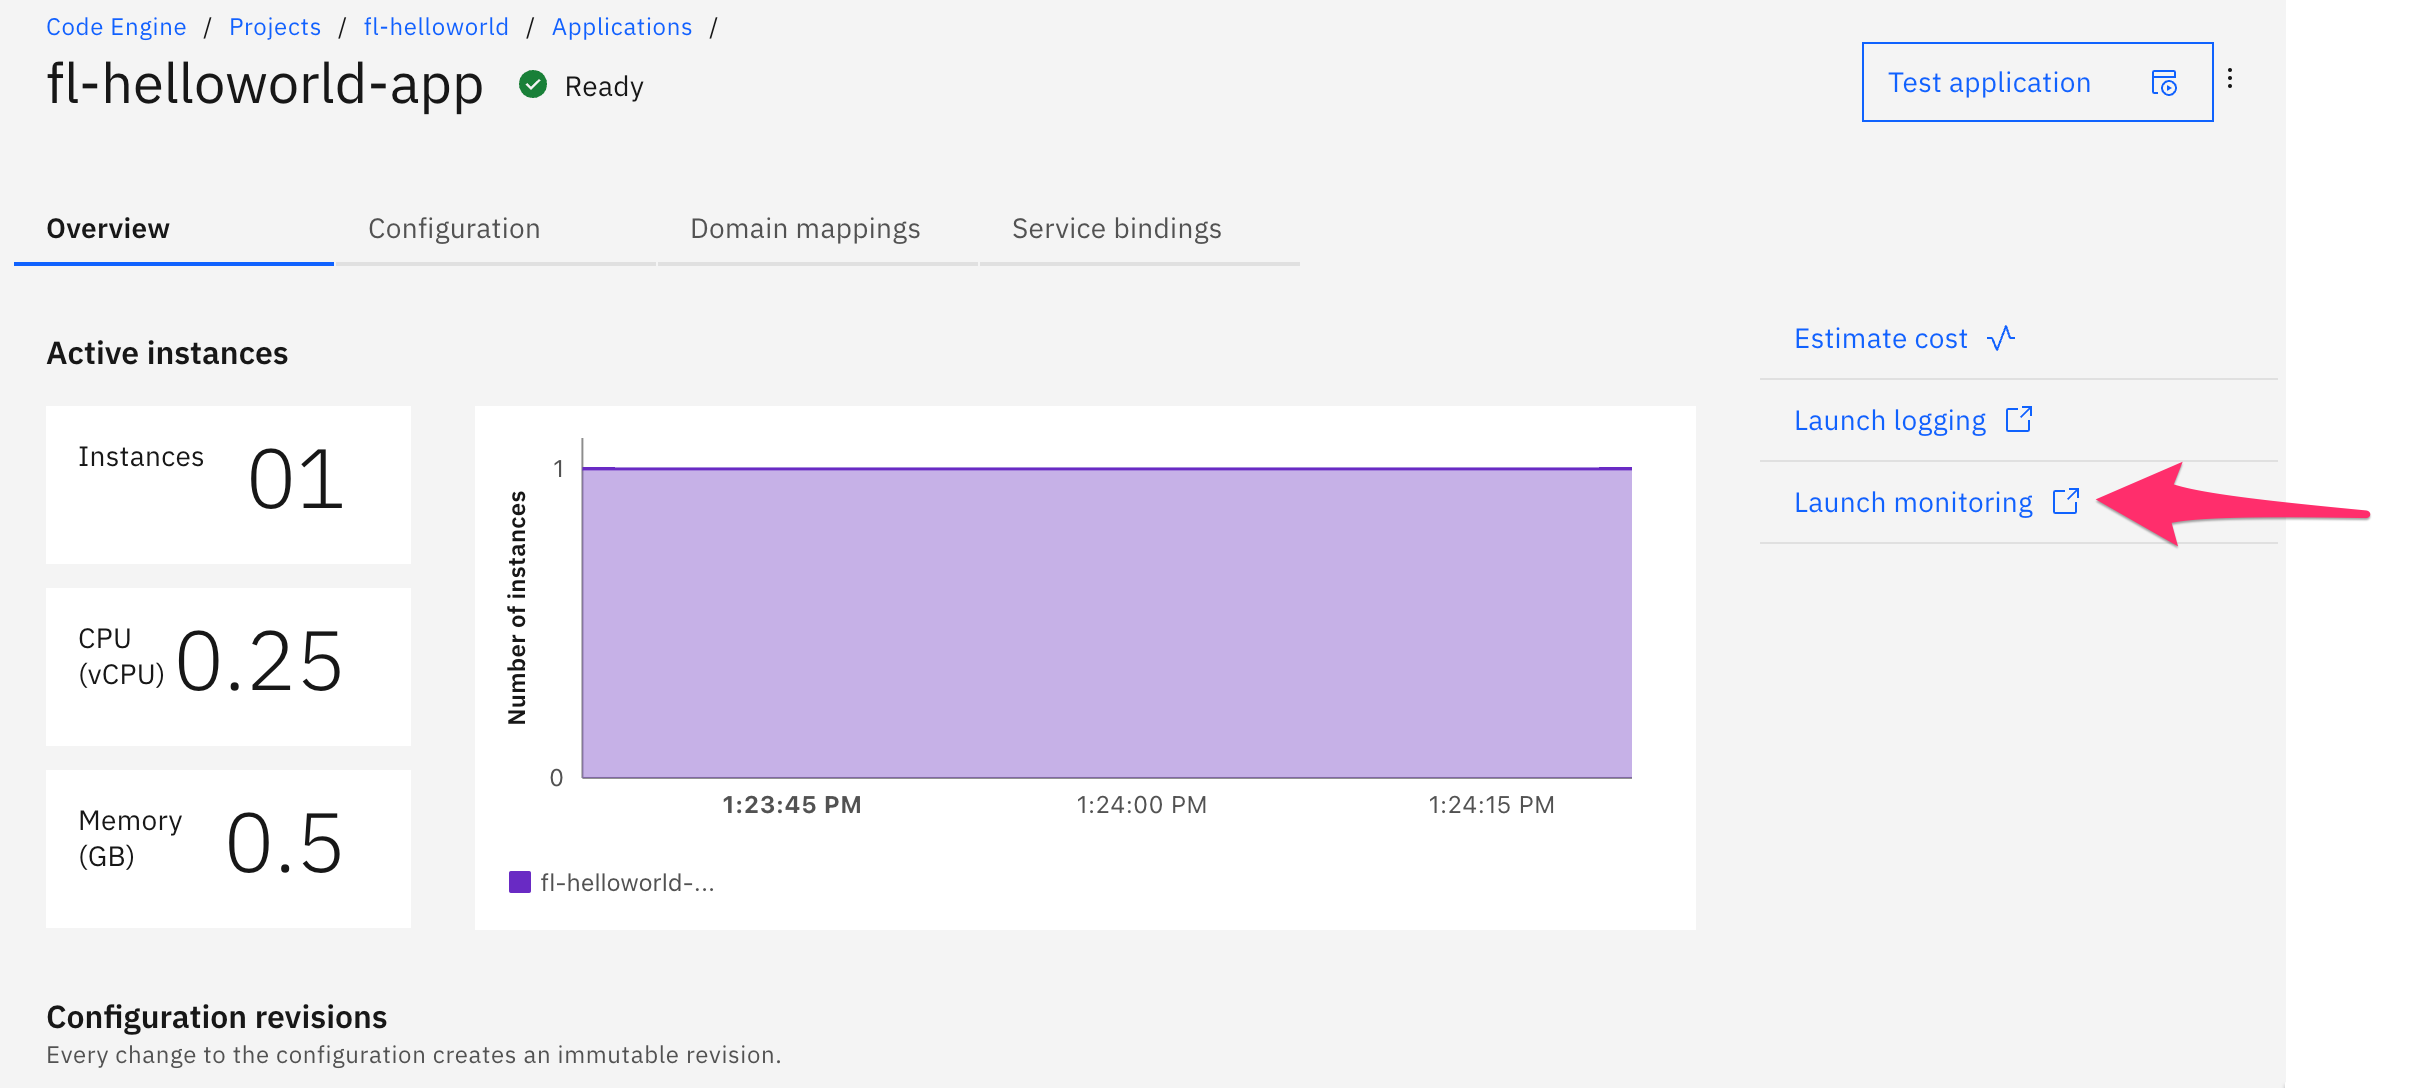 Code Engine / Projects / fl-helloworld / Applications /
fl-helloworld-app Ready
Test application
Overview Configuration Domain mappings Service bindings
Active instances
Instances 01
CPU (vCPU) 0.25
Memory (GB) 0.5
Number of instances
1
0
1:23:45 PM 1:24:00 PM 1:24:15 PM
fl-helloworld-...
Estimate cost
Launch logging
Launch monitoring
Configuration revisions
Every change to the configuration creates an immutable revision.